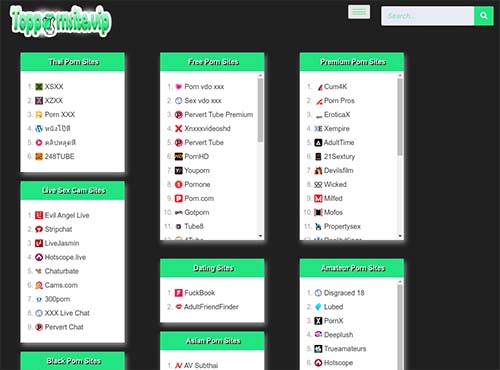 Toppornsite.vip
Search...
Thai Porn Sites
1. XSXX
2. XZXX
3. Porn XXX
4. หนังโป๊ที
5. คลิปหลุดที
6. 248TUBE
Live Sex Cam Sites
1. Evil Angel Live
2. Stripchat
3. LiveJasmin
4. Hotscope.live
5. Chaturbate
6. Cams.com
7. 300porn
8. XXX Live Chat
9. Pervert Chat
Black Porn Sites
Free Porn Sites
1. Porn vdo xxx
2. Sex vdo xxx
3. Pervert Tube Premium
4. Xnxxxvideoshd
5. Pervert Tube
6. PornHD
7. Youporn
8. Pornone
9. Porn.com
10. Gotporn
11. Tube8
12. 4Tube
Dating Sites
1. FuckBook
2. AdultFriendFinder
Asian Porn Sites
1. AV Subthai
Premium Porn Sites
1. Cum4K
2. Porn Pros
3. EroticaX
4. Xempire
5. AdultTime
6. 21Sextury
7. Devilsfilm
8. Wicked
9. Milfed
10. Mofos
11. Propertysex
12. RealityKings
Amateur Porn Sites
1. Disgraced 18
2. Lubed
3. PornX
4. Deeplush
5. Trueamateurs
6. Hotscope